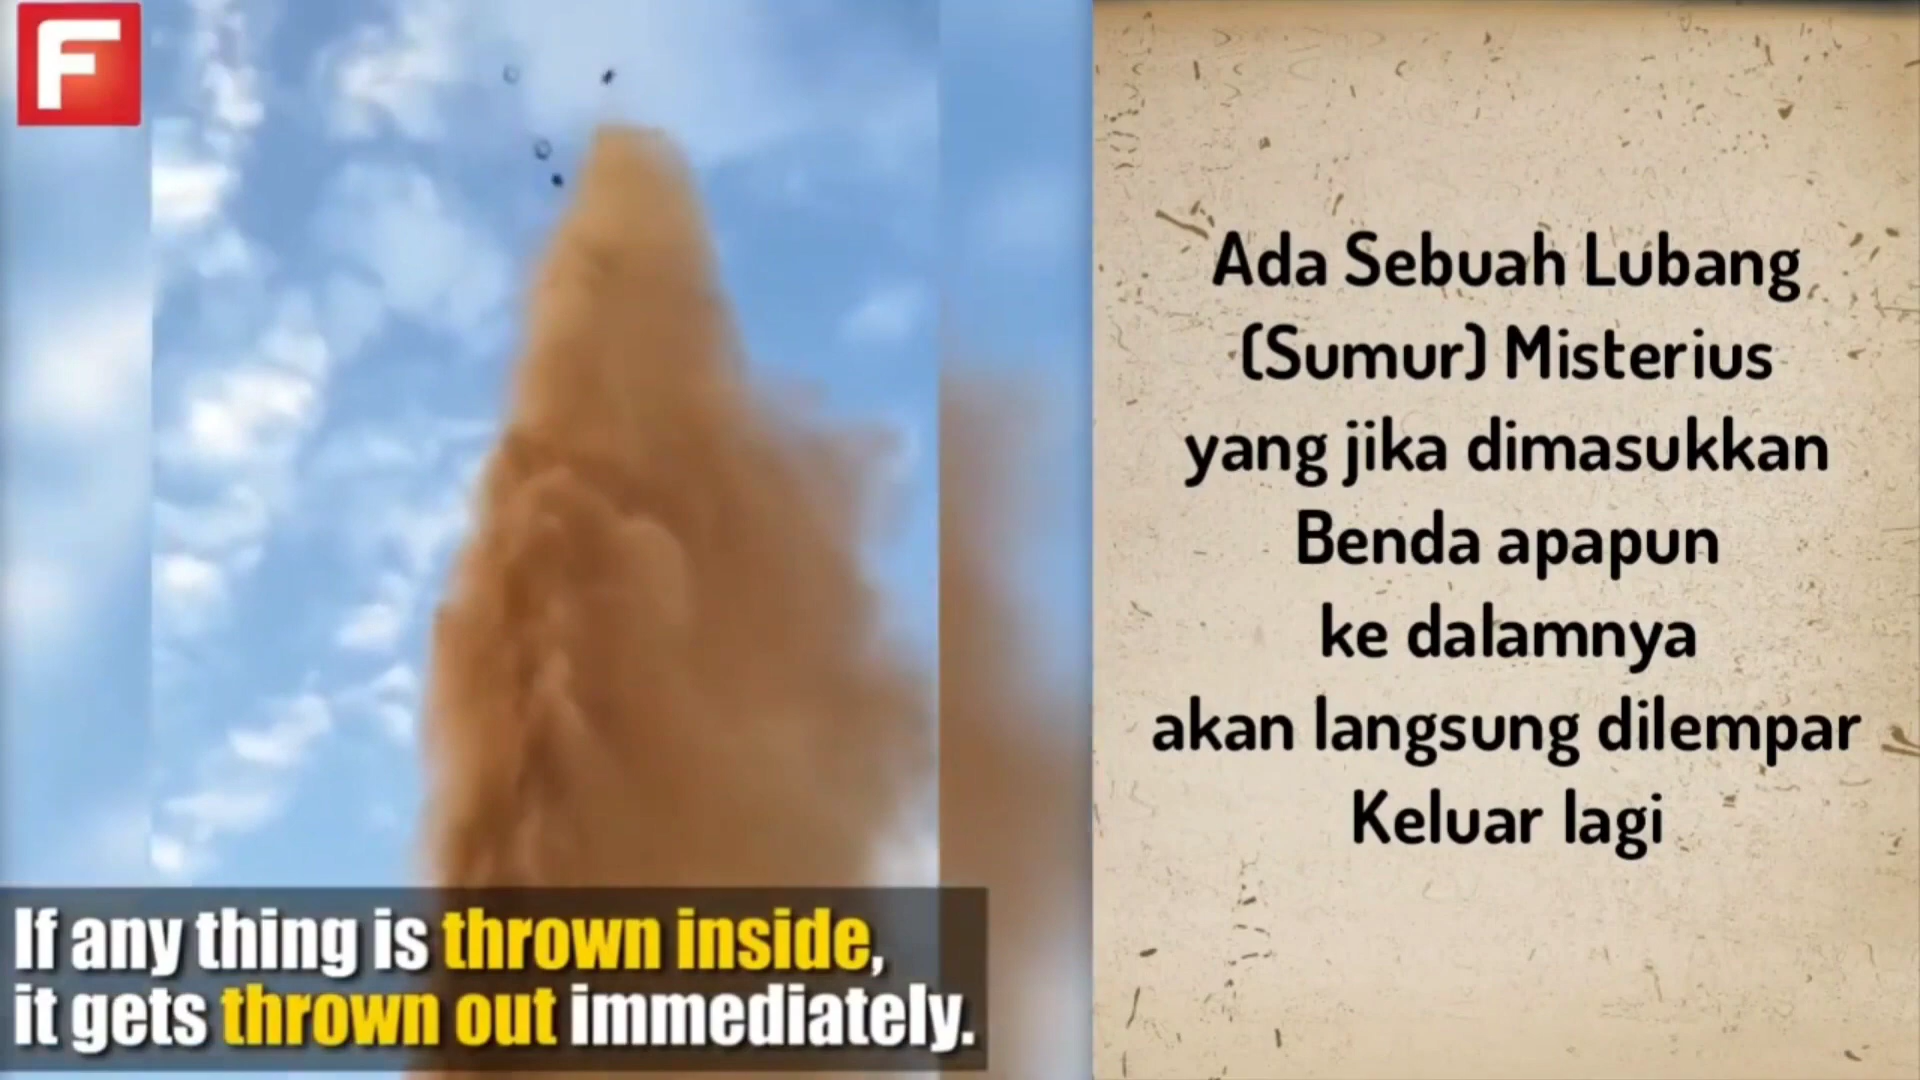 F
If any thing is thrown inside,
it gets thrown out immediately.
Ada Sebuah Lubang
(Sumur) Misterius
yang jika dimasukkan
Benda apapun
ke dalamnya
akan langsung dilempar
Keluar lagi